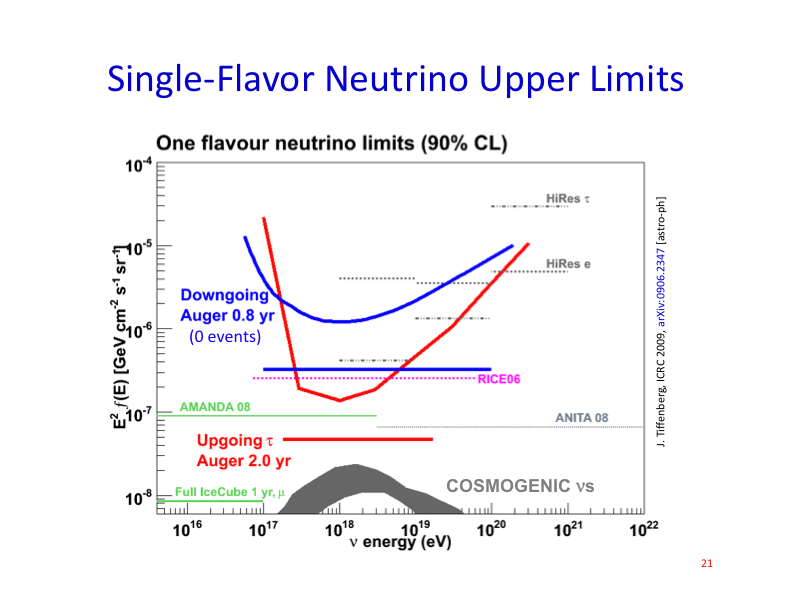 Single-Flavor Neutrino Upper Limits
One flavour neutrino limits (90% CL)
10⁻⁴
10⁻⁵
10⁻⁶
10⁻⁷
10⁻⁸
E² f(E) [GeV cm⁻² s⁻¹ sr⁻¹]
HiRes τ
HiRes e
Downgoing
Auger 0.8 yr
(0 events)
RICE06
AMANDA 08
ANITA 08
Upgoing τ
Auger 2.0 yr
Full IceCube 1 yr, μ
COSMOGENIC νs
10¹⁶ 10¹⁷ 10¹⁸ 10¹⁹ 10²⁰ 10²¹ 10²²
ν energy (eV)
J. Tiffenberg, ICRC 2009, arXiv:0906.2347 [astro-ph]
21